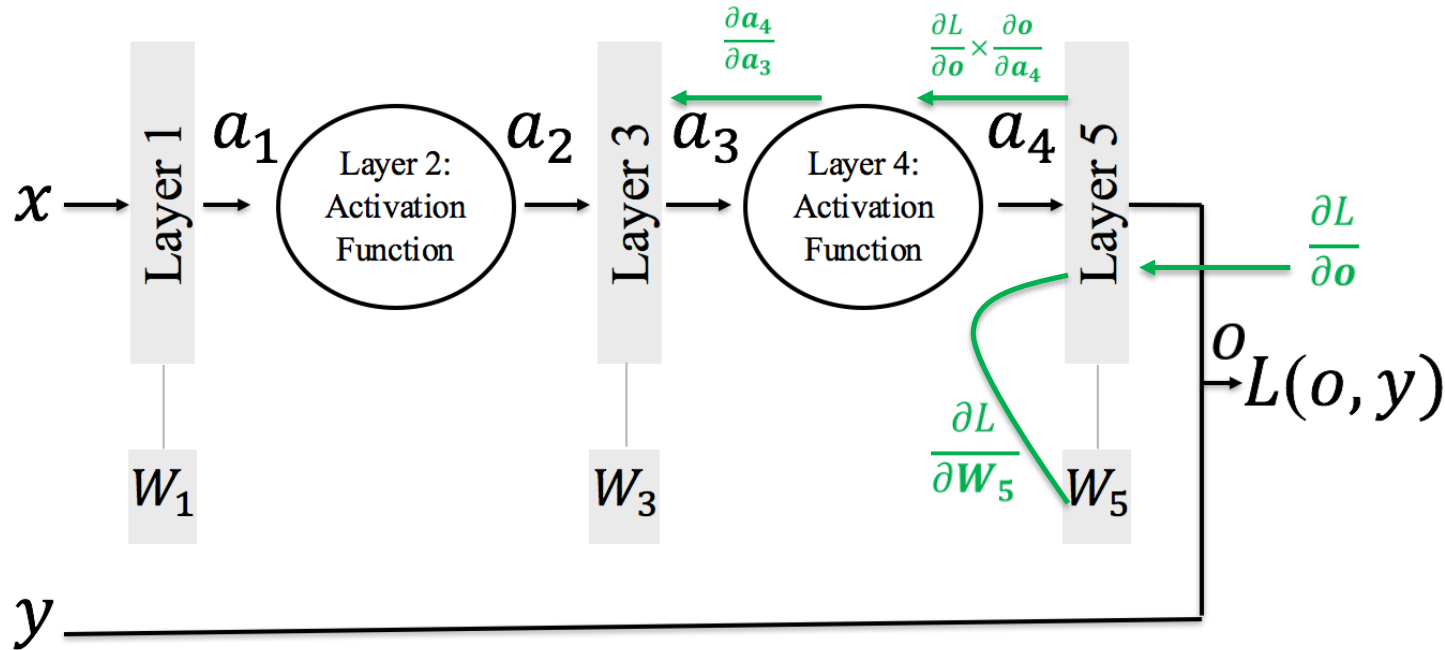 ∂a₄/∂a₃
∂L/∂o × ∂o/∂a₄
x
Layer 1
a₁
Layer 2:
Activation
Function
a₂
Layer 3
a₃
Layer 4:
Activation
Function
a₄
Layer 5
∂L/∂o
o
L(o, y)
∂L/∂W₅
W₁
W₃
W₅
y